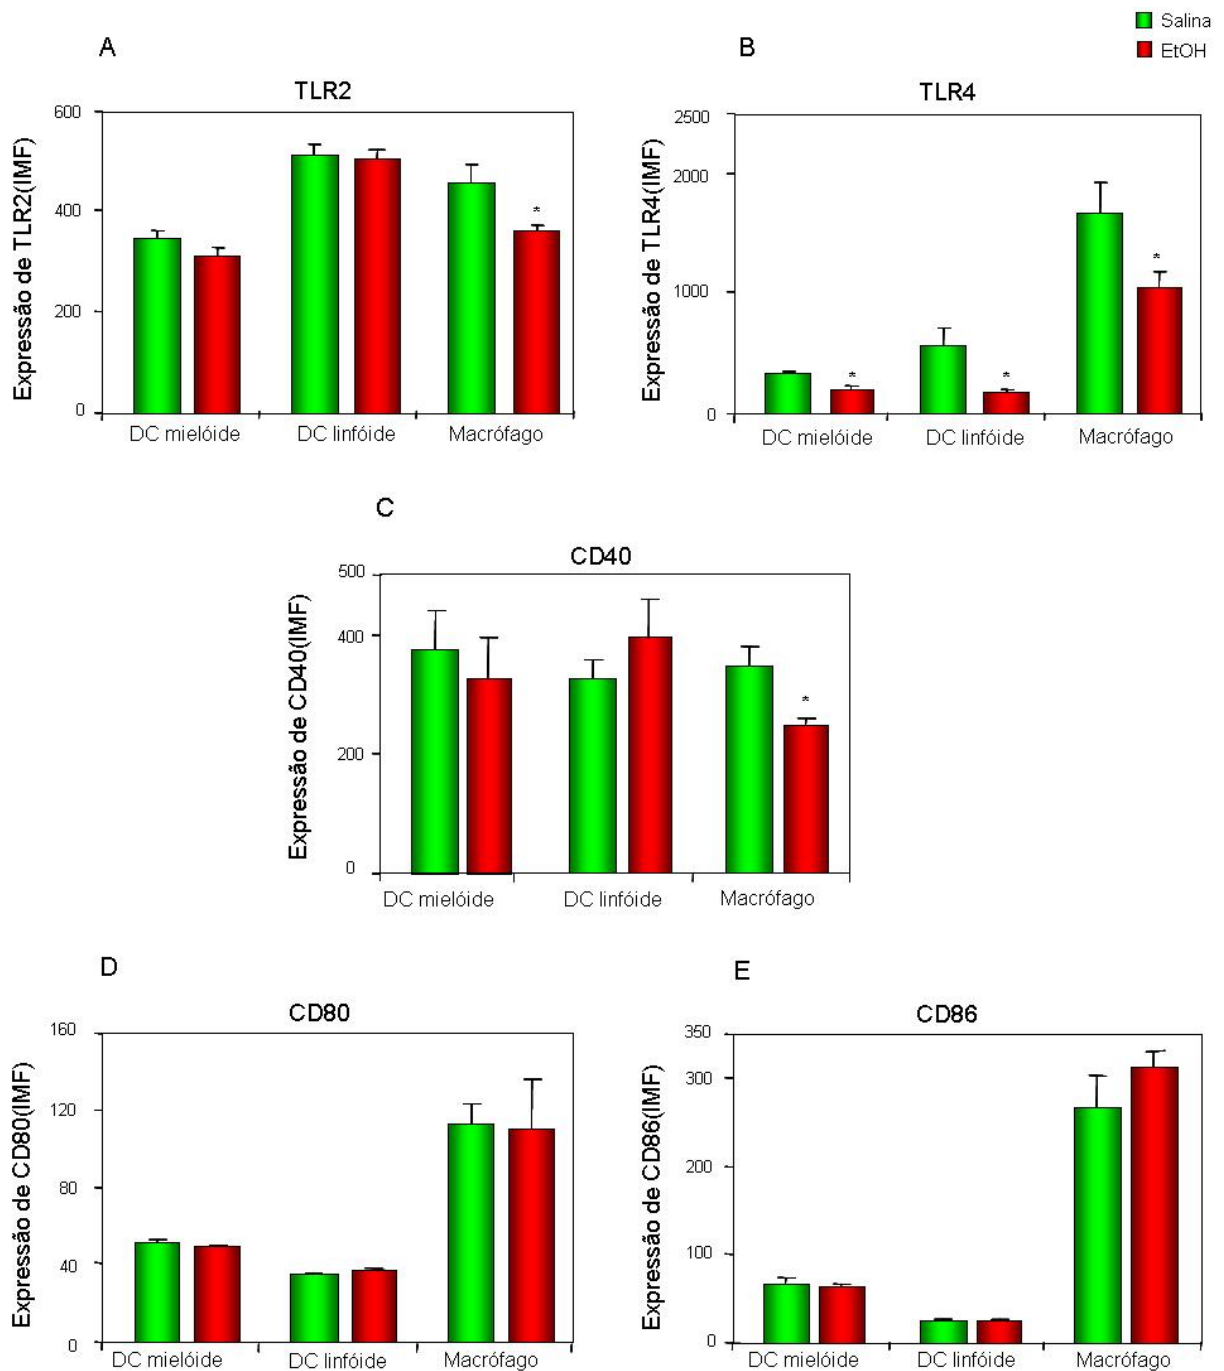 Salina
EtOH
A
B
TLR2
TLR4
Expressão de TLR2(IMF)
600
400
200
0
*
DC mielóide
DC linfóide
Macrófago
Expressão de TLR4(IMF)
2500
2000
1000
0
*
*
*
DC mielóide
DC linfóide
Macrófago
C
CD40
Expressão de CD40(IMF)
500
400
200
0
*
DC mielóide
DC linfóide
Macrófago
D
E
CD80
CD86
Expressão de CD80(IMF)
160
120
80
40
0
DC mielóide
DC linfóide
Macrófago
Expressão de CD86(IMF)
350
300
200
100
0
DC mielóide
DC linfóide
Macrófago